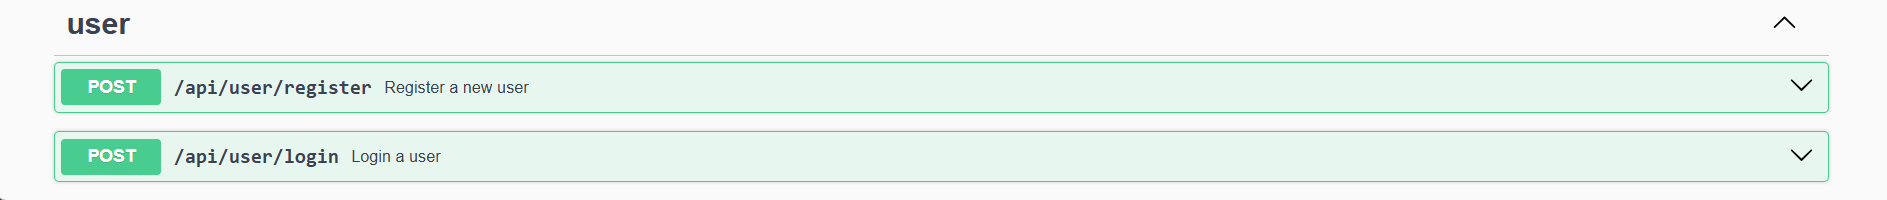 user
POST /api/user/register Register a new user
POST /api/user/login Login a user